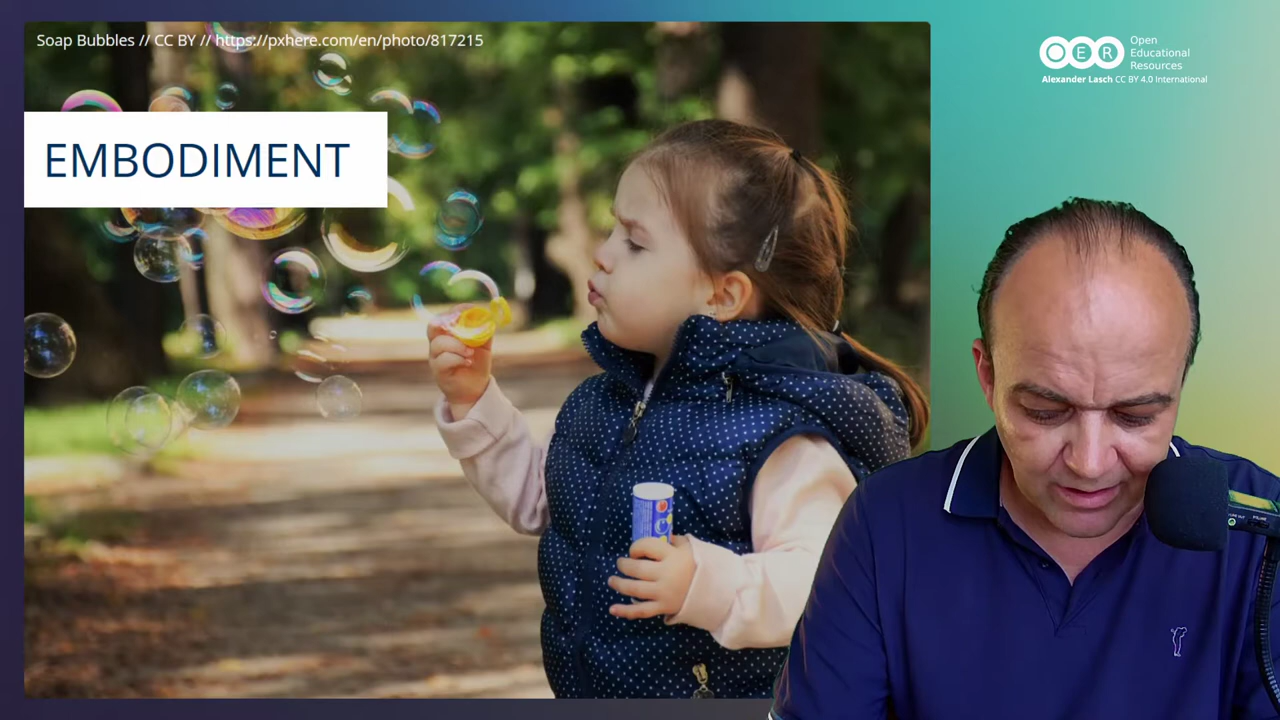 Soap Bubbles // CC BY // https://pxhere.com/en/photo/817215
EMBODIMENT
OER
Open
Educational
Resources
Alexander Lasch CC BY 4.0 International